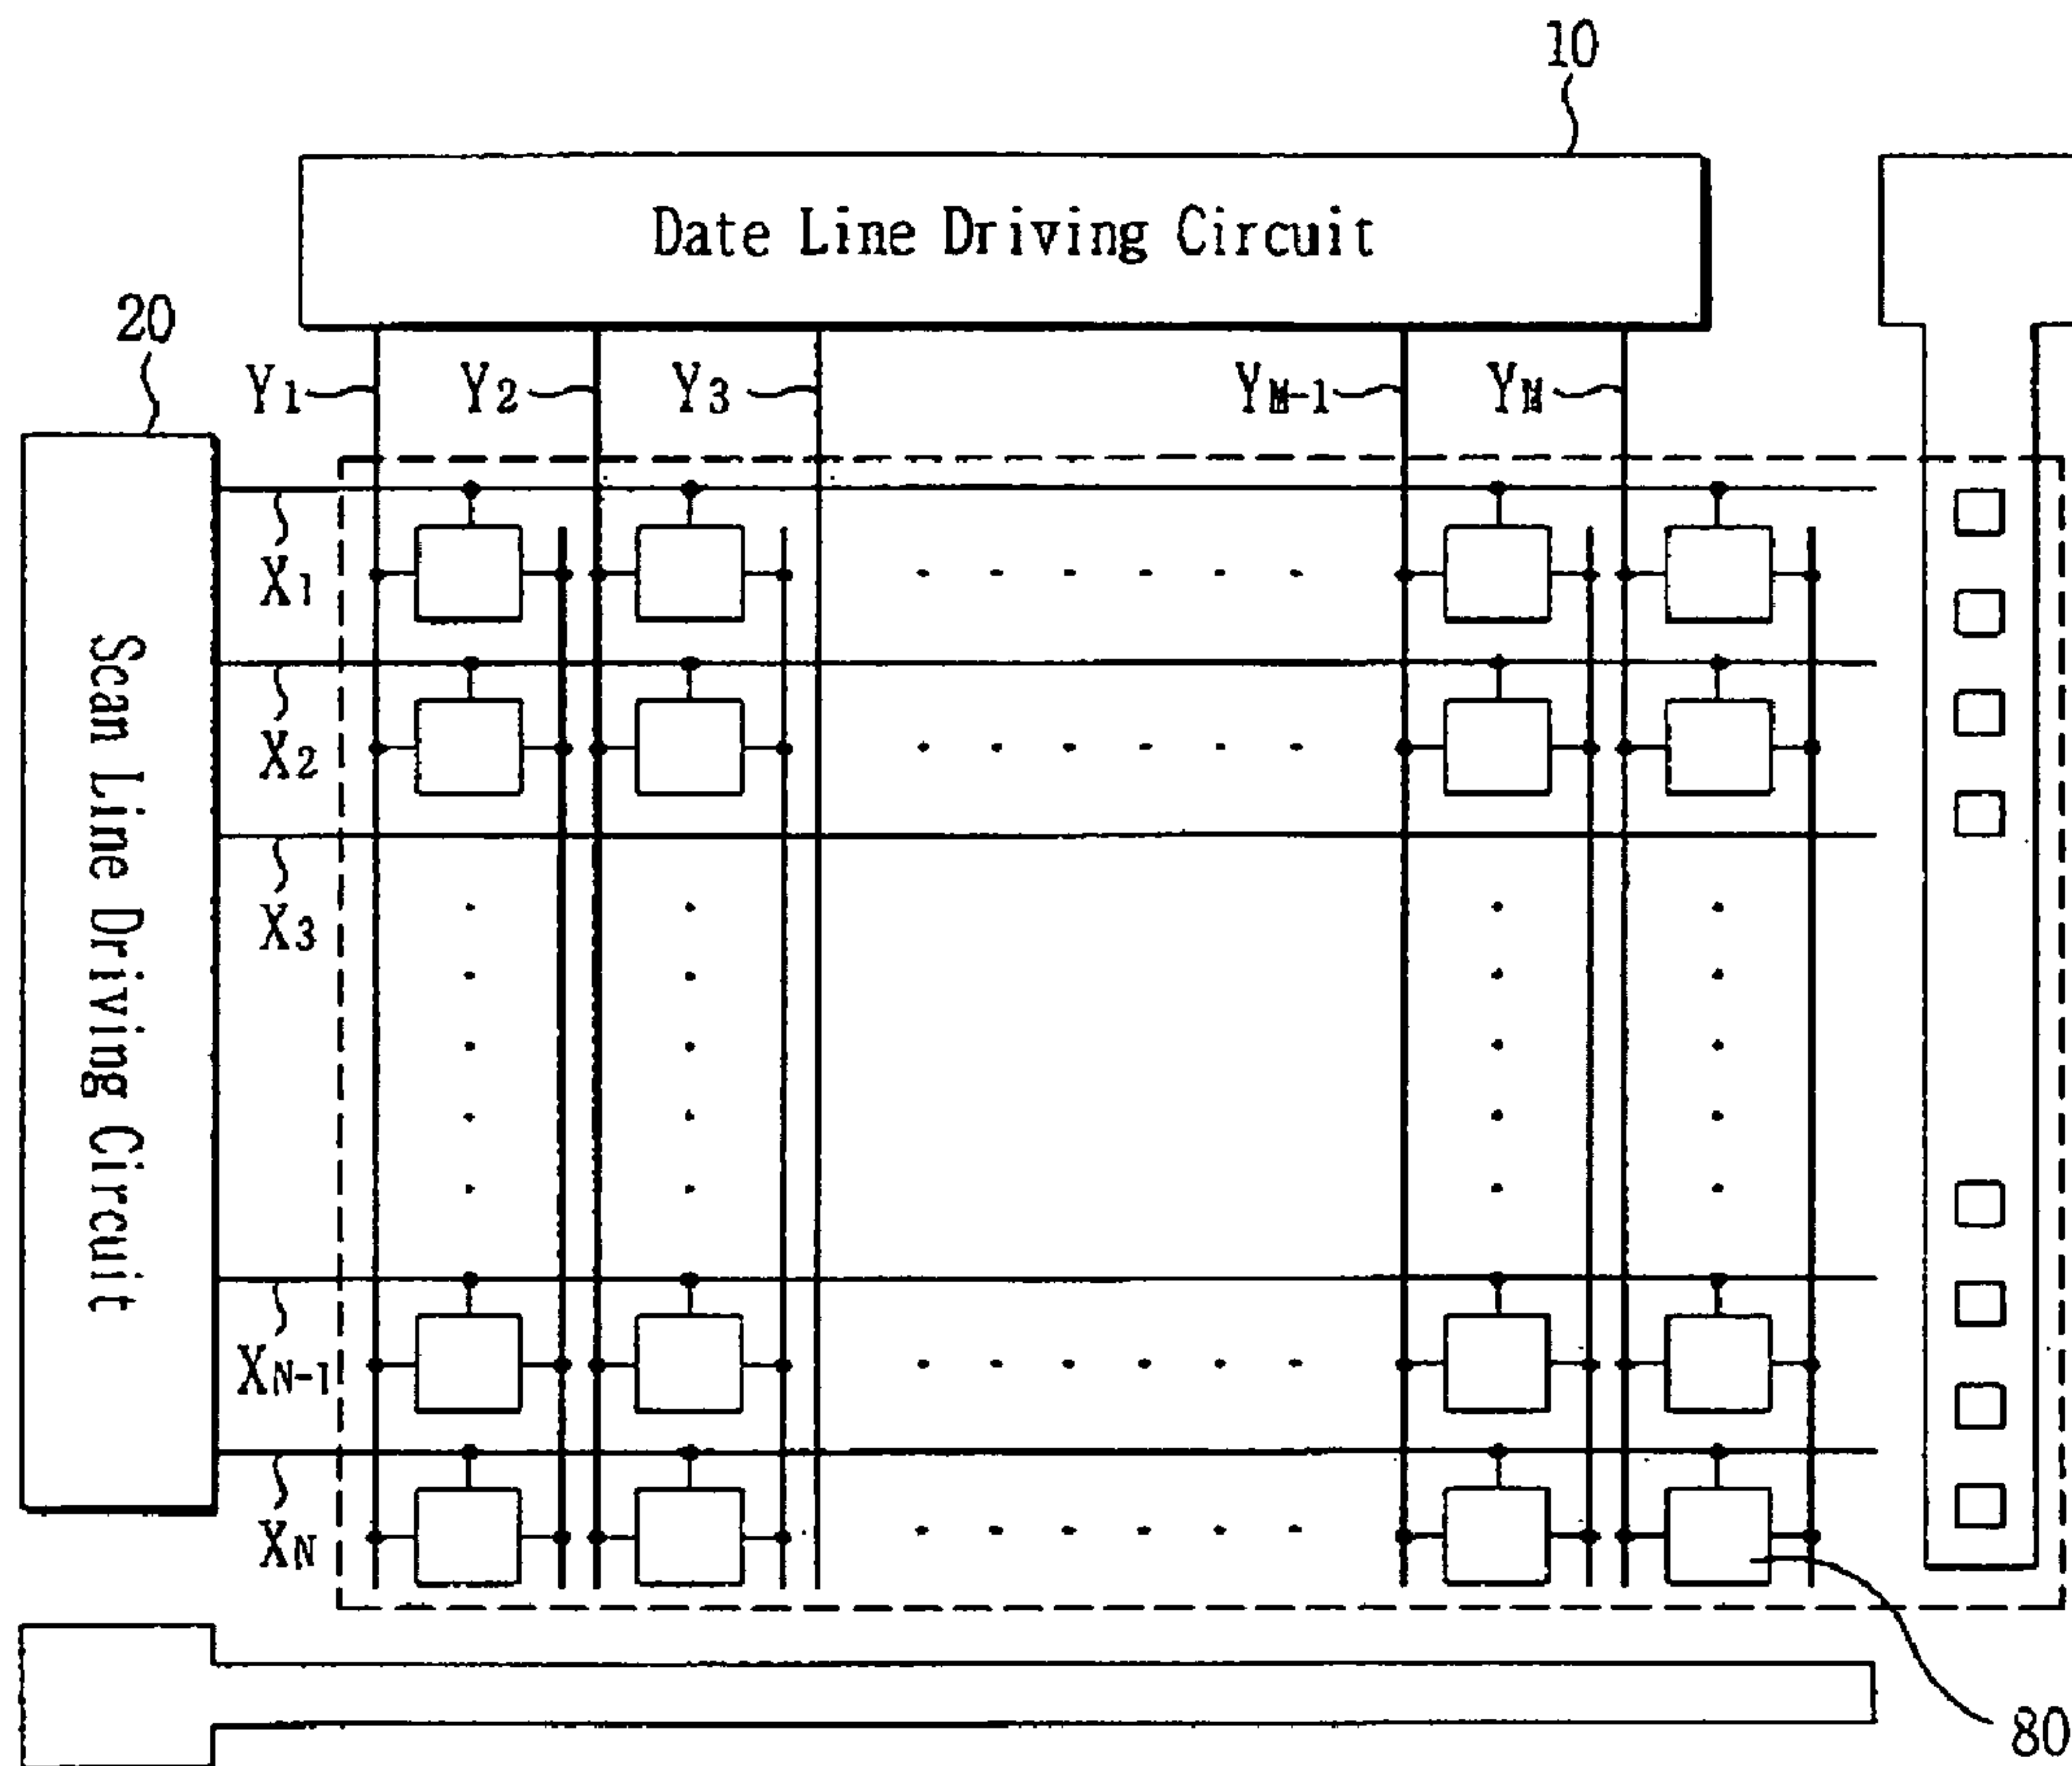 10
Date Line Driving Circuit
20
Y1 Y2 Y3 YM-1 YM
Scan Line Driving Circuit
X1
X2
X3
XN-1
XN
80